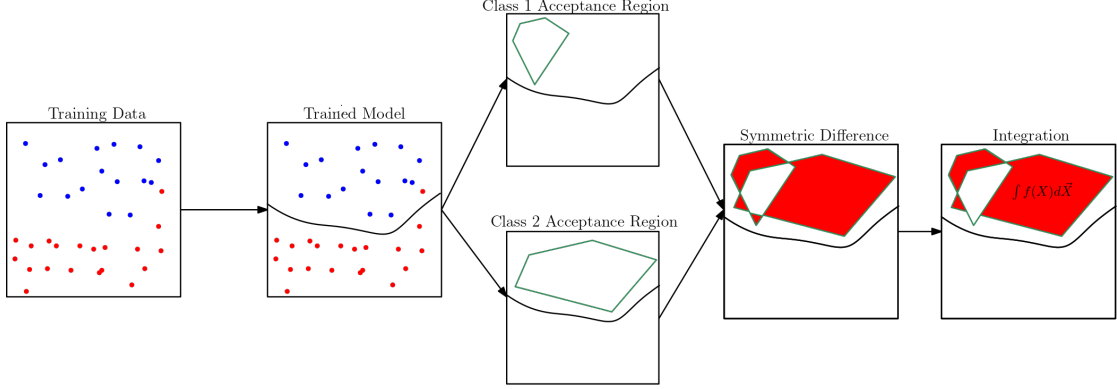 Training Data
Trained Model
Class 1 Acceptance Region
Class 2 Acceptance Region
Symmetric Difference
Integration
∫ f(X)dX⃗